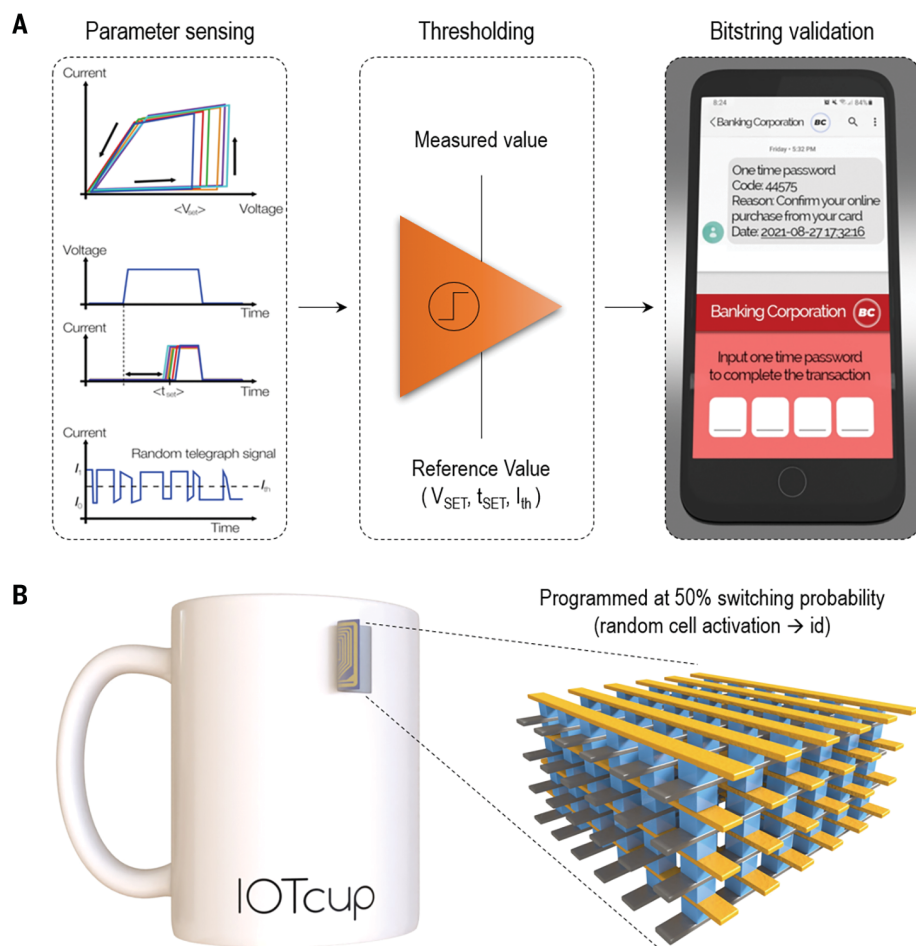 A
Parameter sensing
Thresholding
Bitstring validation
Current
<V_set>
Voltage
Voltage
Time
Current
<t_set>
Time
Current
Random telegraph signal
I_1
I_th
I_0
Time
Measured value
Reference Value
( V_SET, t_SET, I_th )
8:24
84%
Banking Corporation
BC
Friday • 5:32 PM
One time password
Code: 44575
Reason: Confirm your online
purchase from your card
Date: 2021-08-27 17:32:16
Banking Corporation
BC
Input one time password
to complete the transaction
B
Programmed at 50% switching probability
(random cell activation → id)
IOTcup